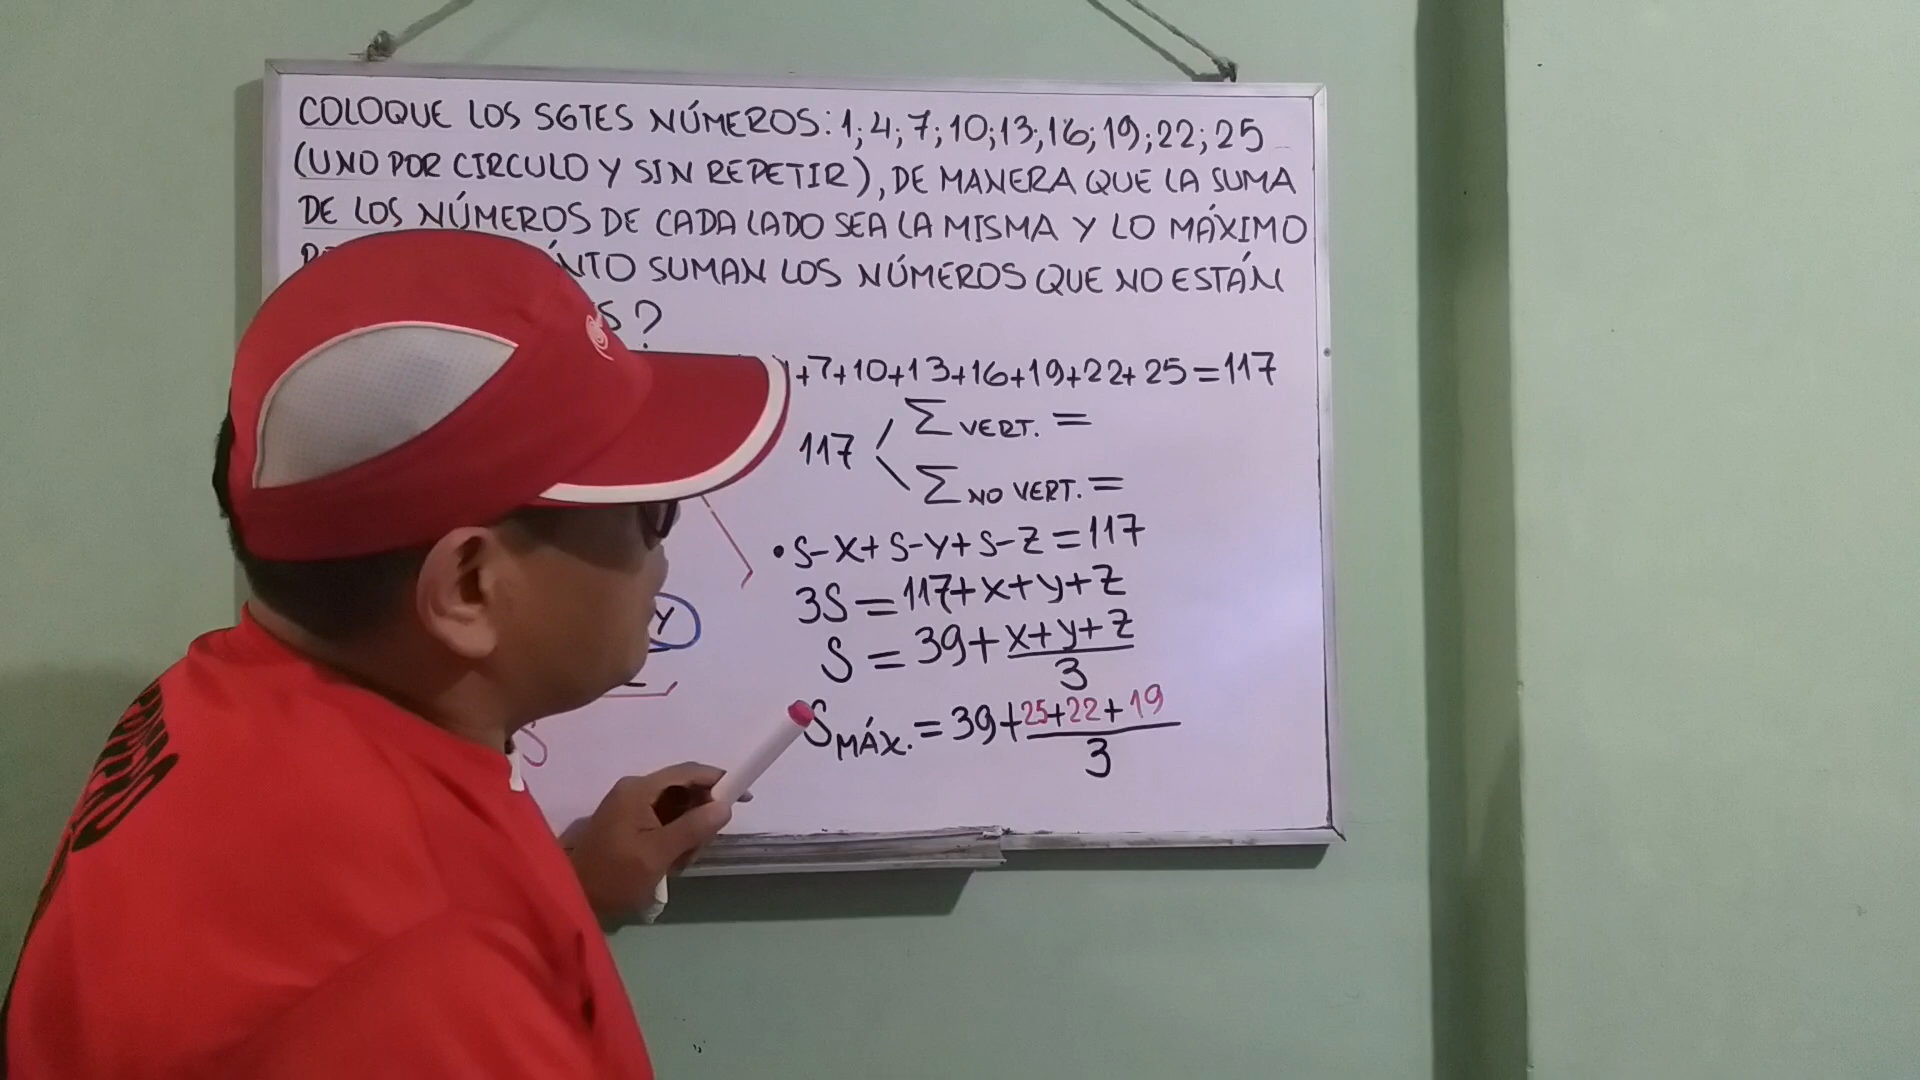 COLOQUE LOS SGTES NÚMEROS: 1; 4; 7; 10; 13; 16; 19; 22; 25
(UNO POR CIRCULO Y SIN REPETIR), DE MANERA QUE LA SUMA
DE LOS NÚMEROS DE CADA LADO SEA LA MISMA Y LO MÁXIMO
SUMAN LOS NÚMEROS QUE NO ESTÁN
?
+7+10+13+16+19+22+25=117
117
Σ VERT. =
Σ NO VERT. =
• S-X+S-Y+S-Z=117
3S=117+X+Y+Z
S=39+X+Y+Z
3
Y
S MÁX. = 39+25+22+19
3
S